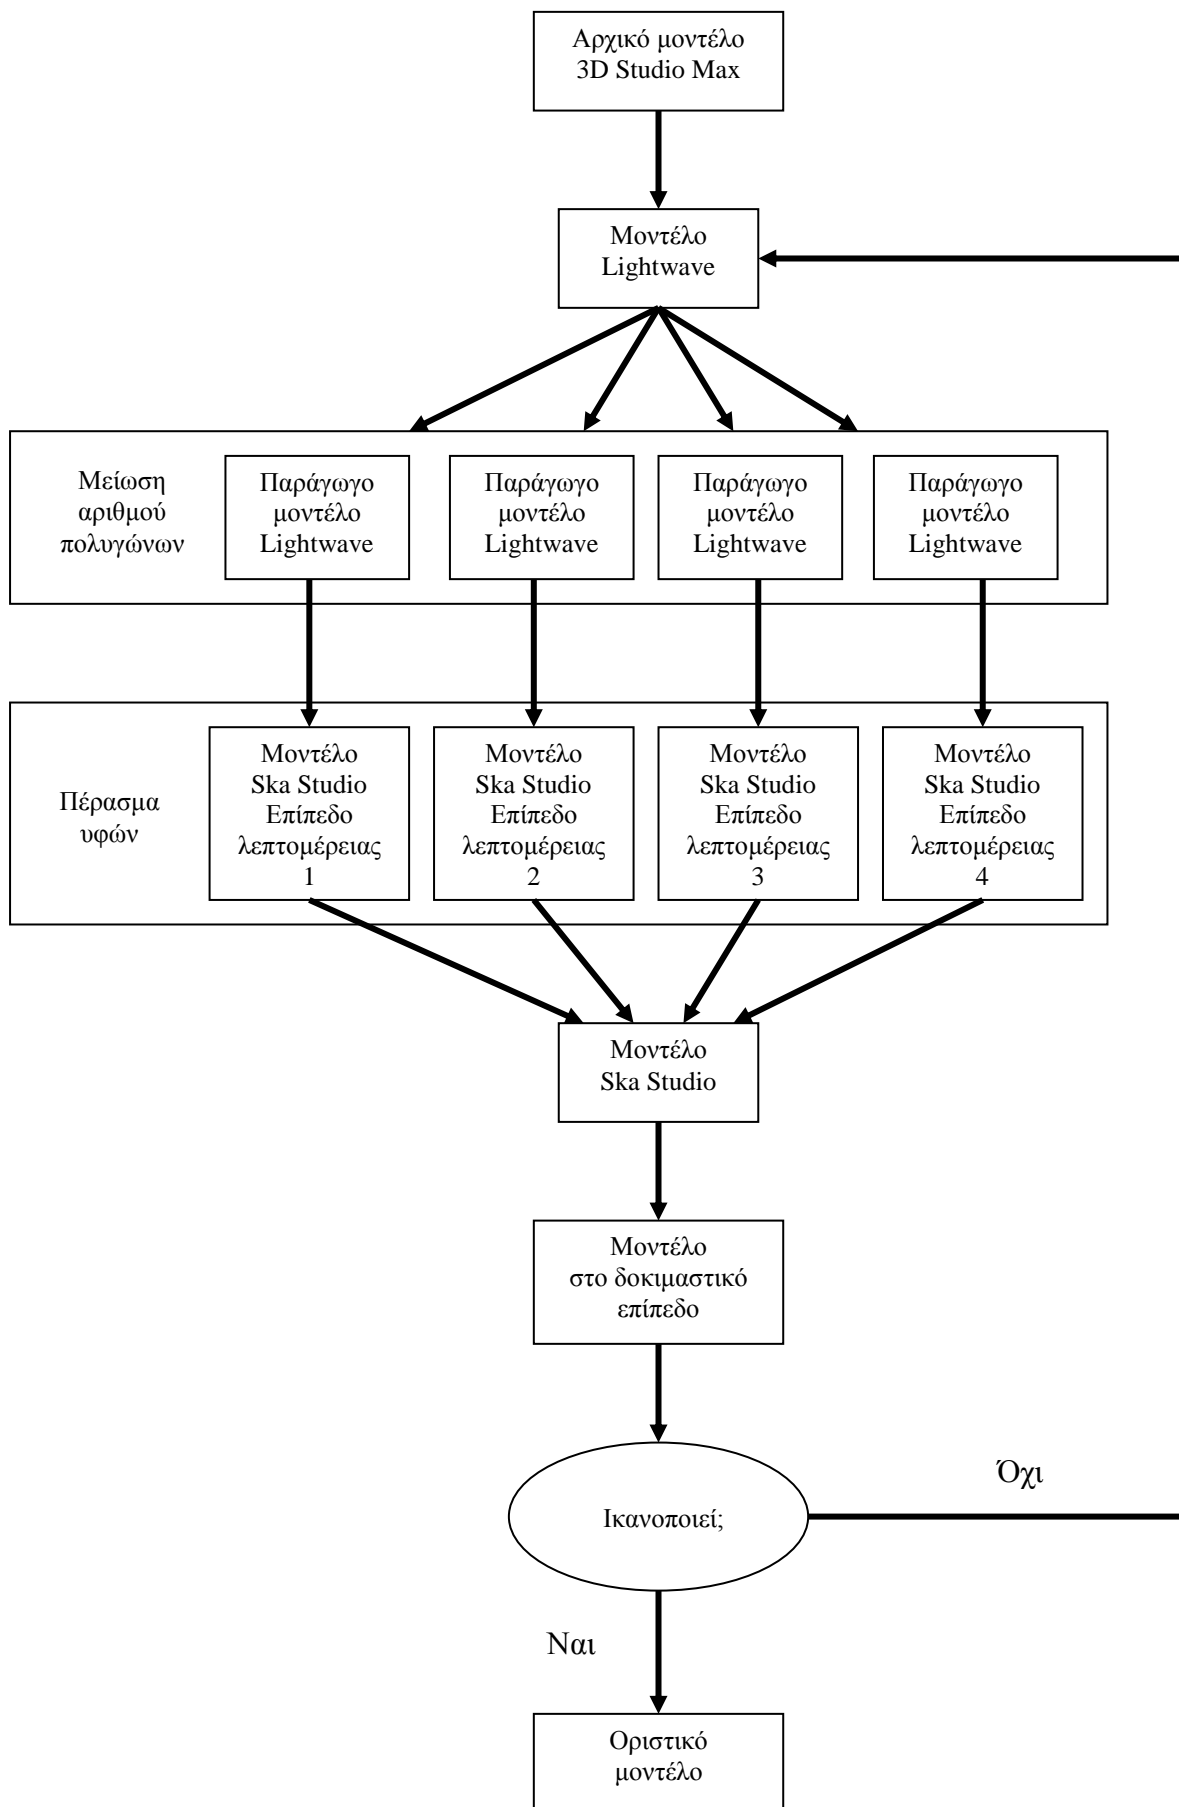 Αρχικό μοντέλο
3D Studio Max
Μοντέλο
Lightwave
Μείωση
αριθμού
πολυγώνων
Παράγωγο
μοντέλο
Lightwave
Παράγωγο
μοντέλο
Lightwave
Παράγωγο
μοντέλο
Lightwave
Παράγωγο
μοντέλο
Lightwave
Πέρασμα
υφών
Μοντέλο
Ska Studio
Επίπεδο
λεπτομέρειας
1
Μοντέλο
Ska Studio
Επίπεδο
λεπτομέρειας
2
Μοντέλο
Ska Studio
Επίπεδο
λεπτομέρειας
3
Μοντέλο
Ska Studio
Επίπεδο
λεπτομέρειας
4
Μοντέλο
Ska Studio
Μοντέλο
στο δοκιμαστικό
επίπεδο
Ικανοποιεί;
Όχι
Ναι
Οριστικό
μοντέλο